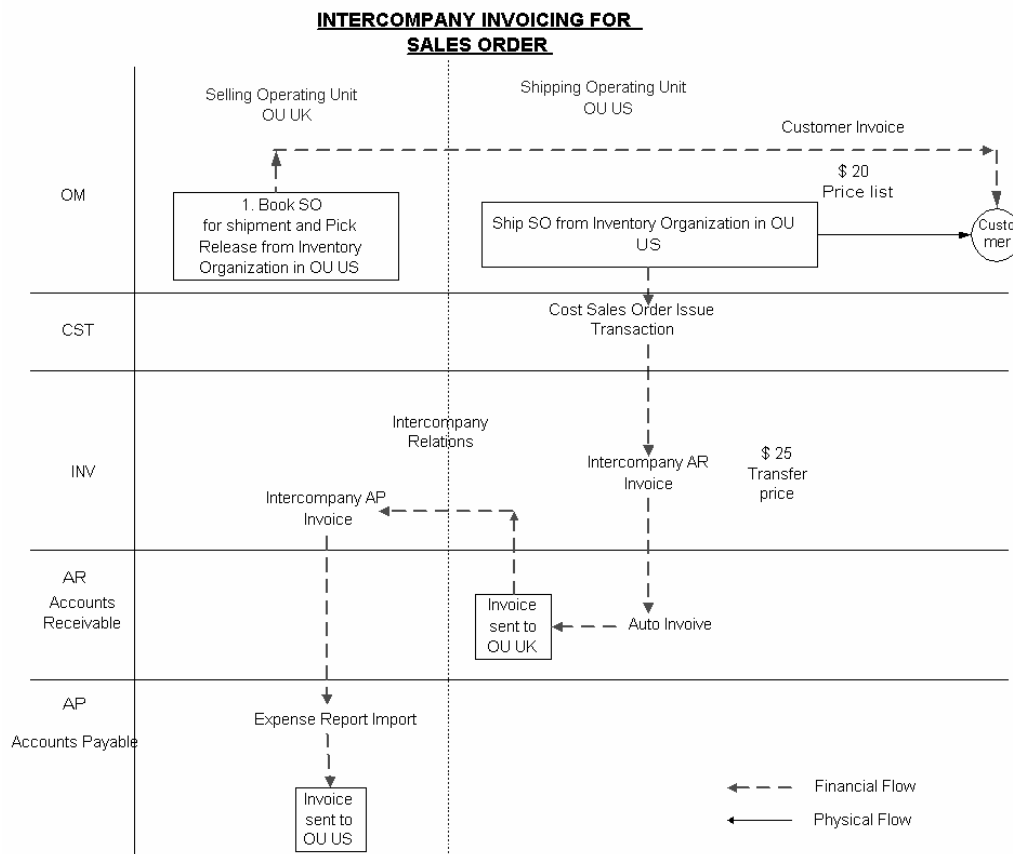 INTERCOMPANY INVOICING FOR
SALES ORDER
Selling Operating Unit
OU UK
Shipping Operating Unit
OU US
Customer Invoice
OM
1. Book SO
for shipment and Pick
Release from Inventory
Organization in OU US
Ship SO from Inventory Organization in OU
US
$ 20
Price list
Custo
mer
CST
Cost Sales Order Issue
Transaction
INV
Intercompany
Relations
Intercompany AR
Invoice
$ 25
Transfer
price
Intercompany AP
Invoice
AR
Accounts
Receivable
Invoice
sent to
OU UK
Auto Invoive
AP
Accounts Payable
Expense Report Import
Invoice
sent to
OU US
Financial Flow
Physical Flow